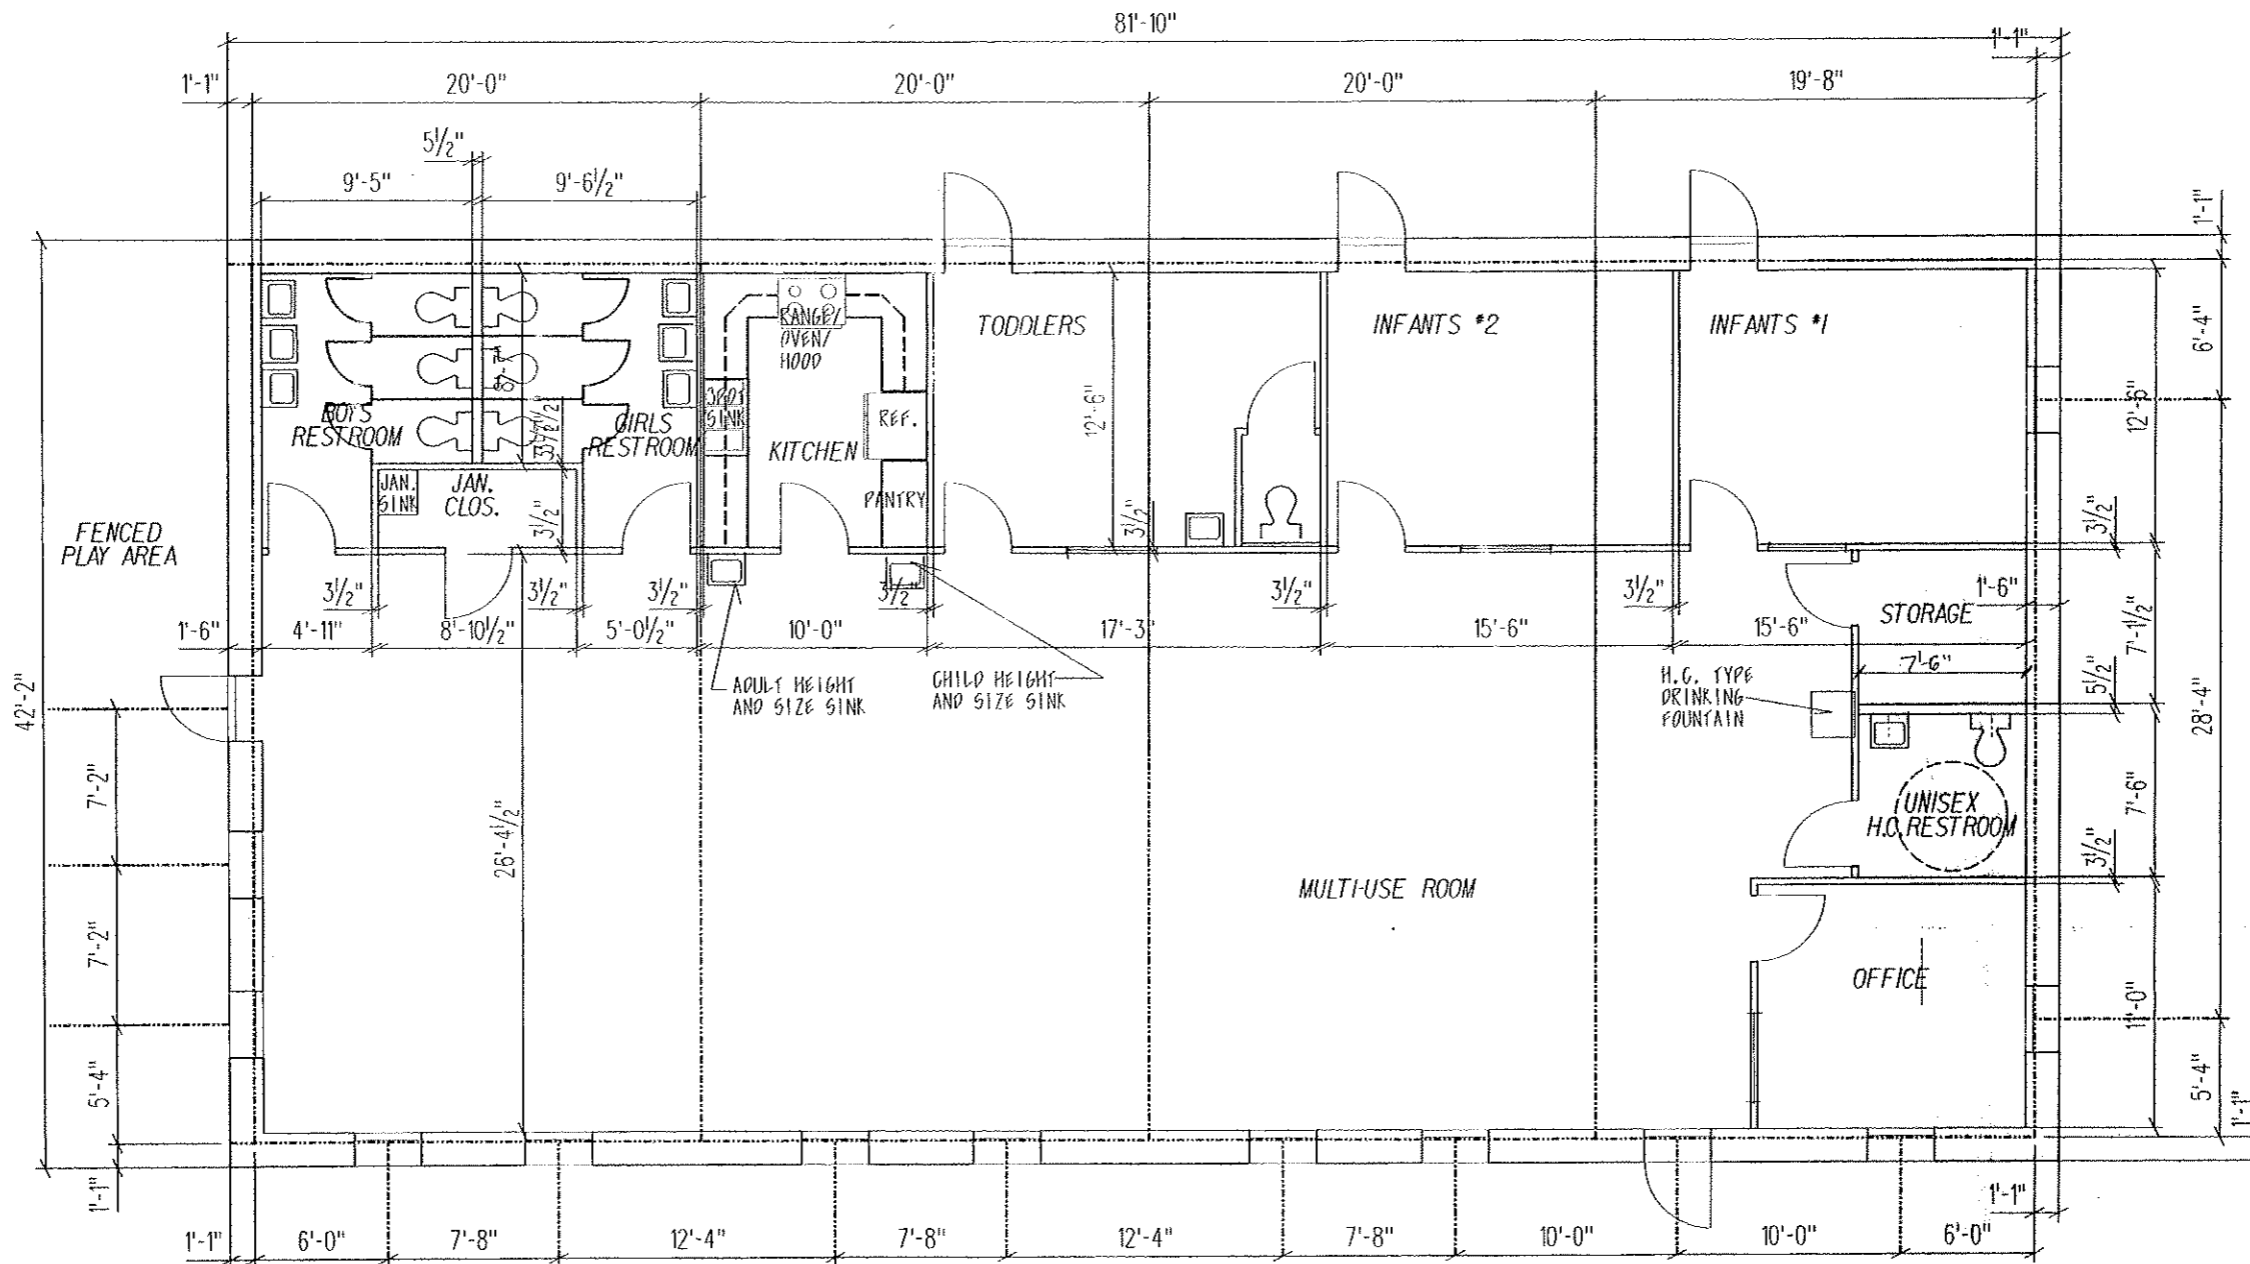 81'-10"
1'-1"
1'-1"
20'-0"
20'-0"
20'-0"
19'-8"
5½"
9'-5"
9'-6½"
1'-1"
6'-4"
RANGE/
OVEN/
HOOD
TODDLERS
INFANTS #2
INFANTS #1
12'-6"
12'-6"
BOYS
RESTROOM
GIRLS
RESTROOM
SINK
REF.
KITCHEN
JAN.
SINK
JAN.
CLOS.
PANTRY
3½"
3½"
3½"
FENCED
PLAY AREA
3½"
3½"
3½"
3½"
3½"
3½"
1'-6"
STORAGE
1'-6"
4'-11"
8'-10½"
5'-0½"
10'-0"
17'-3"
15'-6"
15'-6"
7'-1½"
7'-6"
5½"
ADULT HEIGHT
AND SIZE SINK
CHILD HEIGHT
AND SIZE SINK
H.C. TYPE
DRINKING
FOUNTAIN
42'-2"
28'-4"
7'-2"
26'-4½"
UNISEX
H.C. RESTROOM
7'-6"
3½"
MULTI-USE ROOM
7'-2"
OFFICE
11'-0"
5'-4"
5'-4"
1'-1"
1'-1"
1'-1"
1'-1"
6'-0"
7'-8"
12'-4"
7'-8"
12'-4"
7'-8"
10'-0"
10'-0"
6'-0"